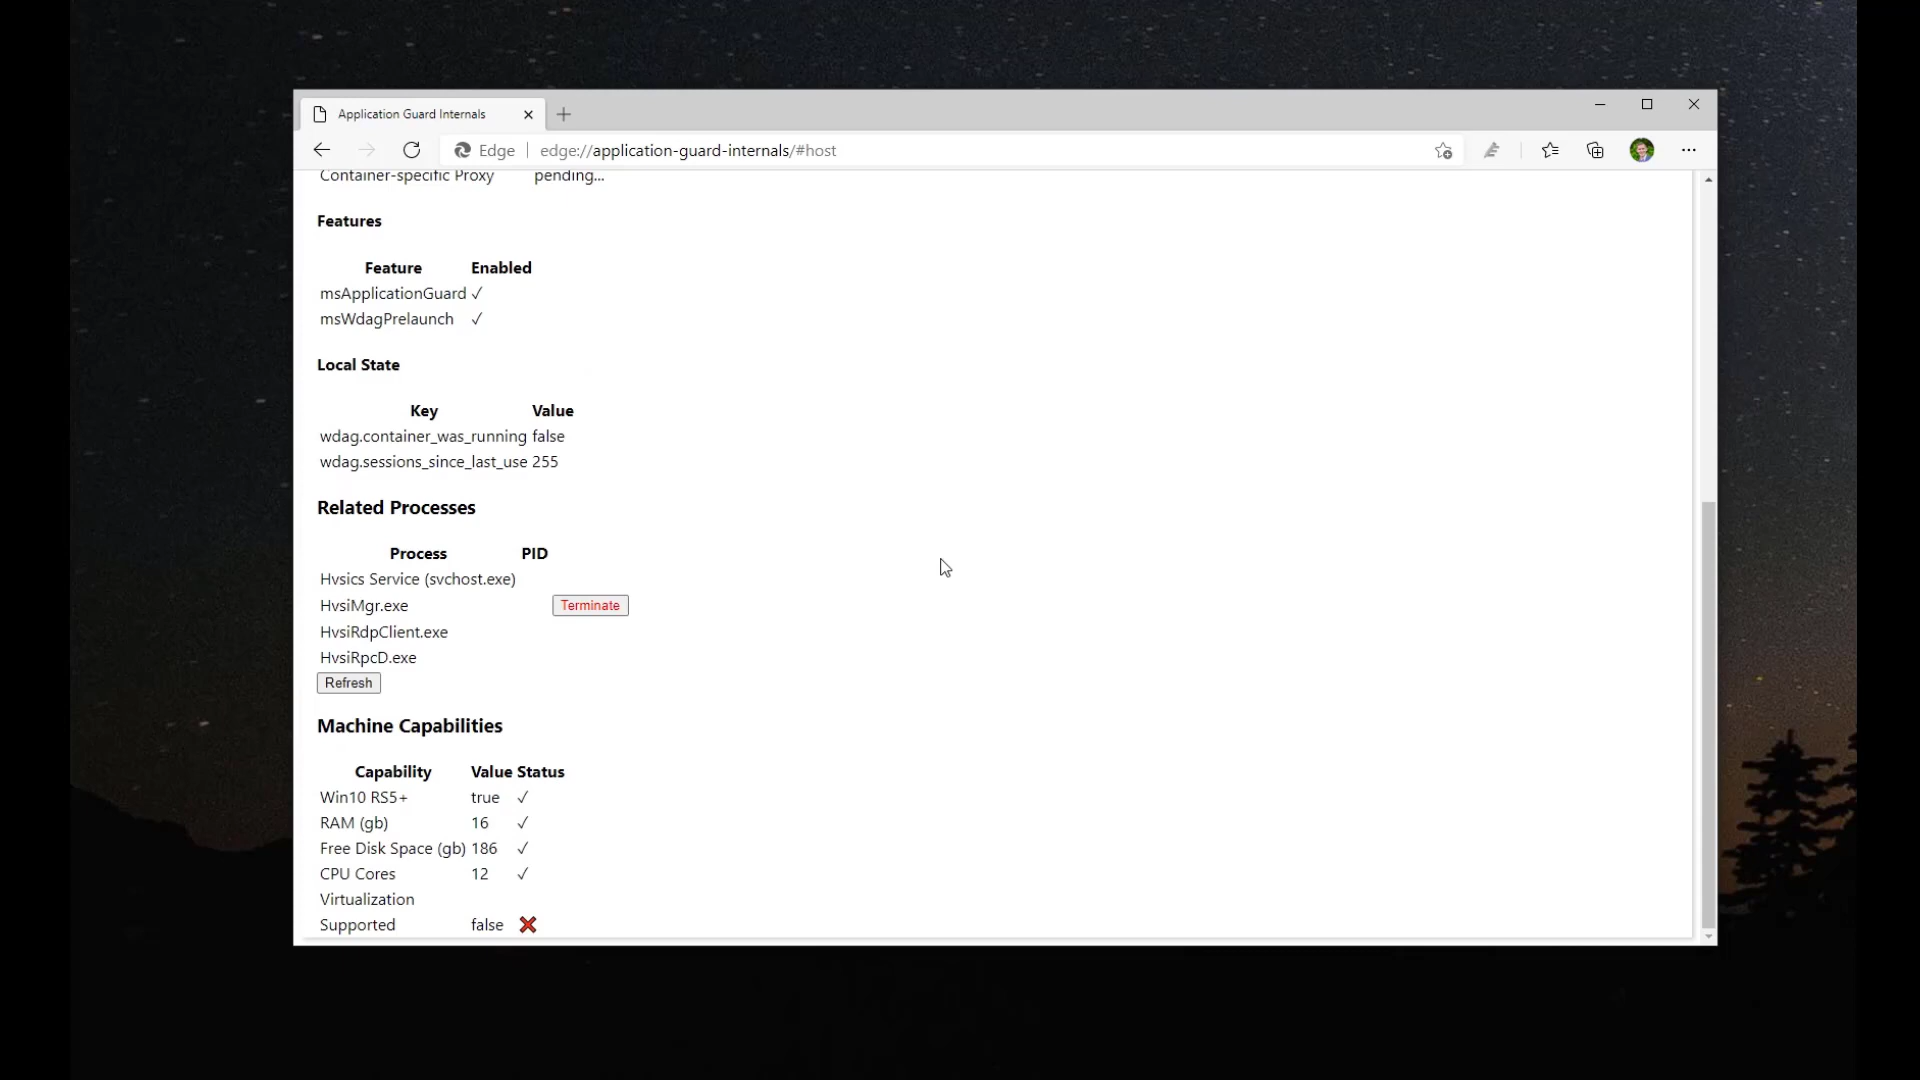 Application Guard Internals
Edge edge://application-guard-internals/#host
Container-specific Proxy pending...
Features
Feature Enabled
msApplicationGuard ✓
msWdagPrelaunch ✓
Local State
Key Value
wdag.container_was_running false
wdag.sessions_since_last_use 255
Related Processes
Process PID
Hvsics Service (svchost.exe)
HvsiMgr.exe Terminate
HvsiRdpClient.exe
HvsiRpcD.exe
Refresh
Machine Capabilities
Capability Value Status
Win10 RS5+ true ✓
RAM (gb) 16 ✓
Free Disk Space (gb) 186 ✓
CPU Cores 12 ✓
Virtualization
Supported false ❌